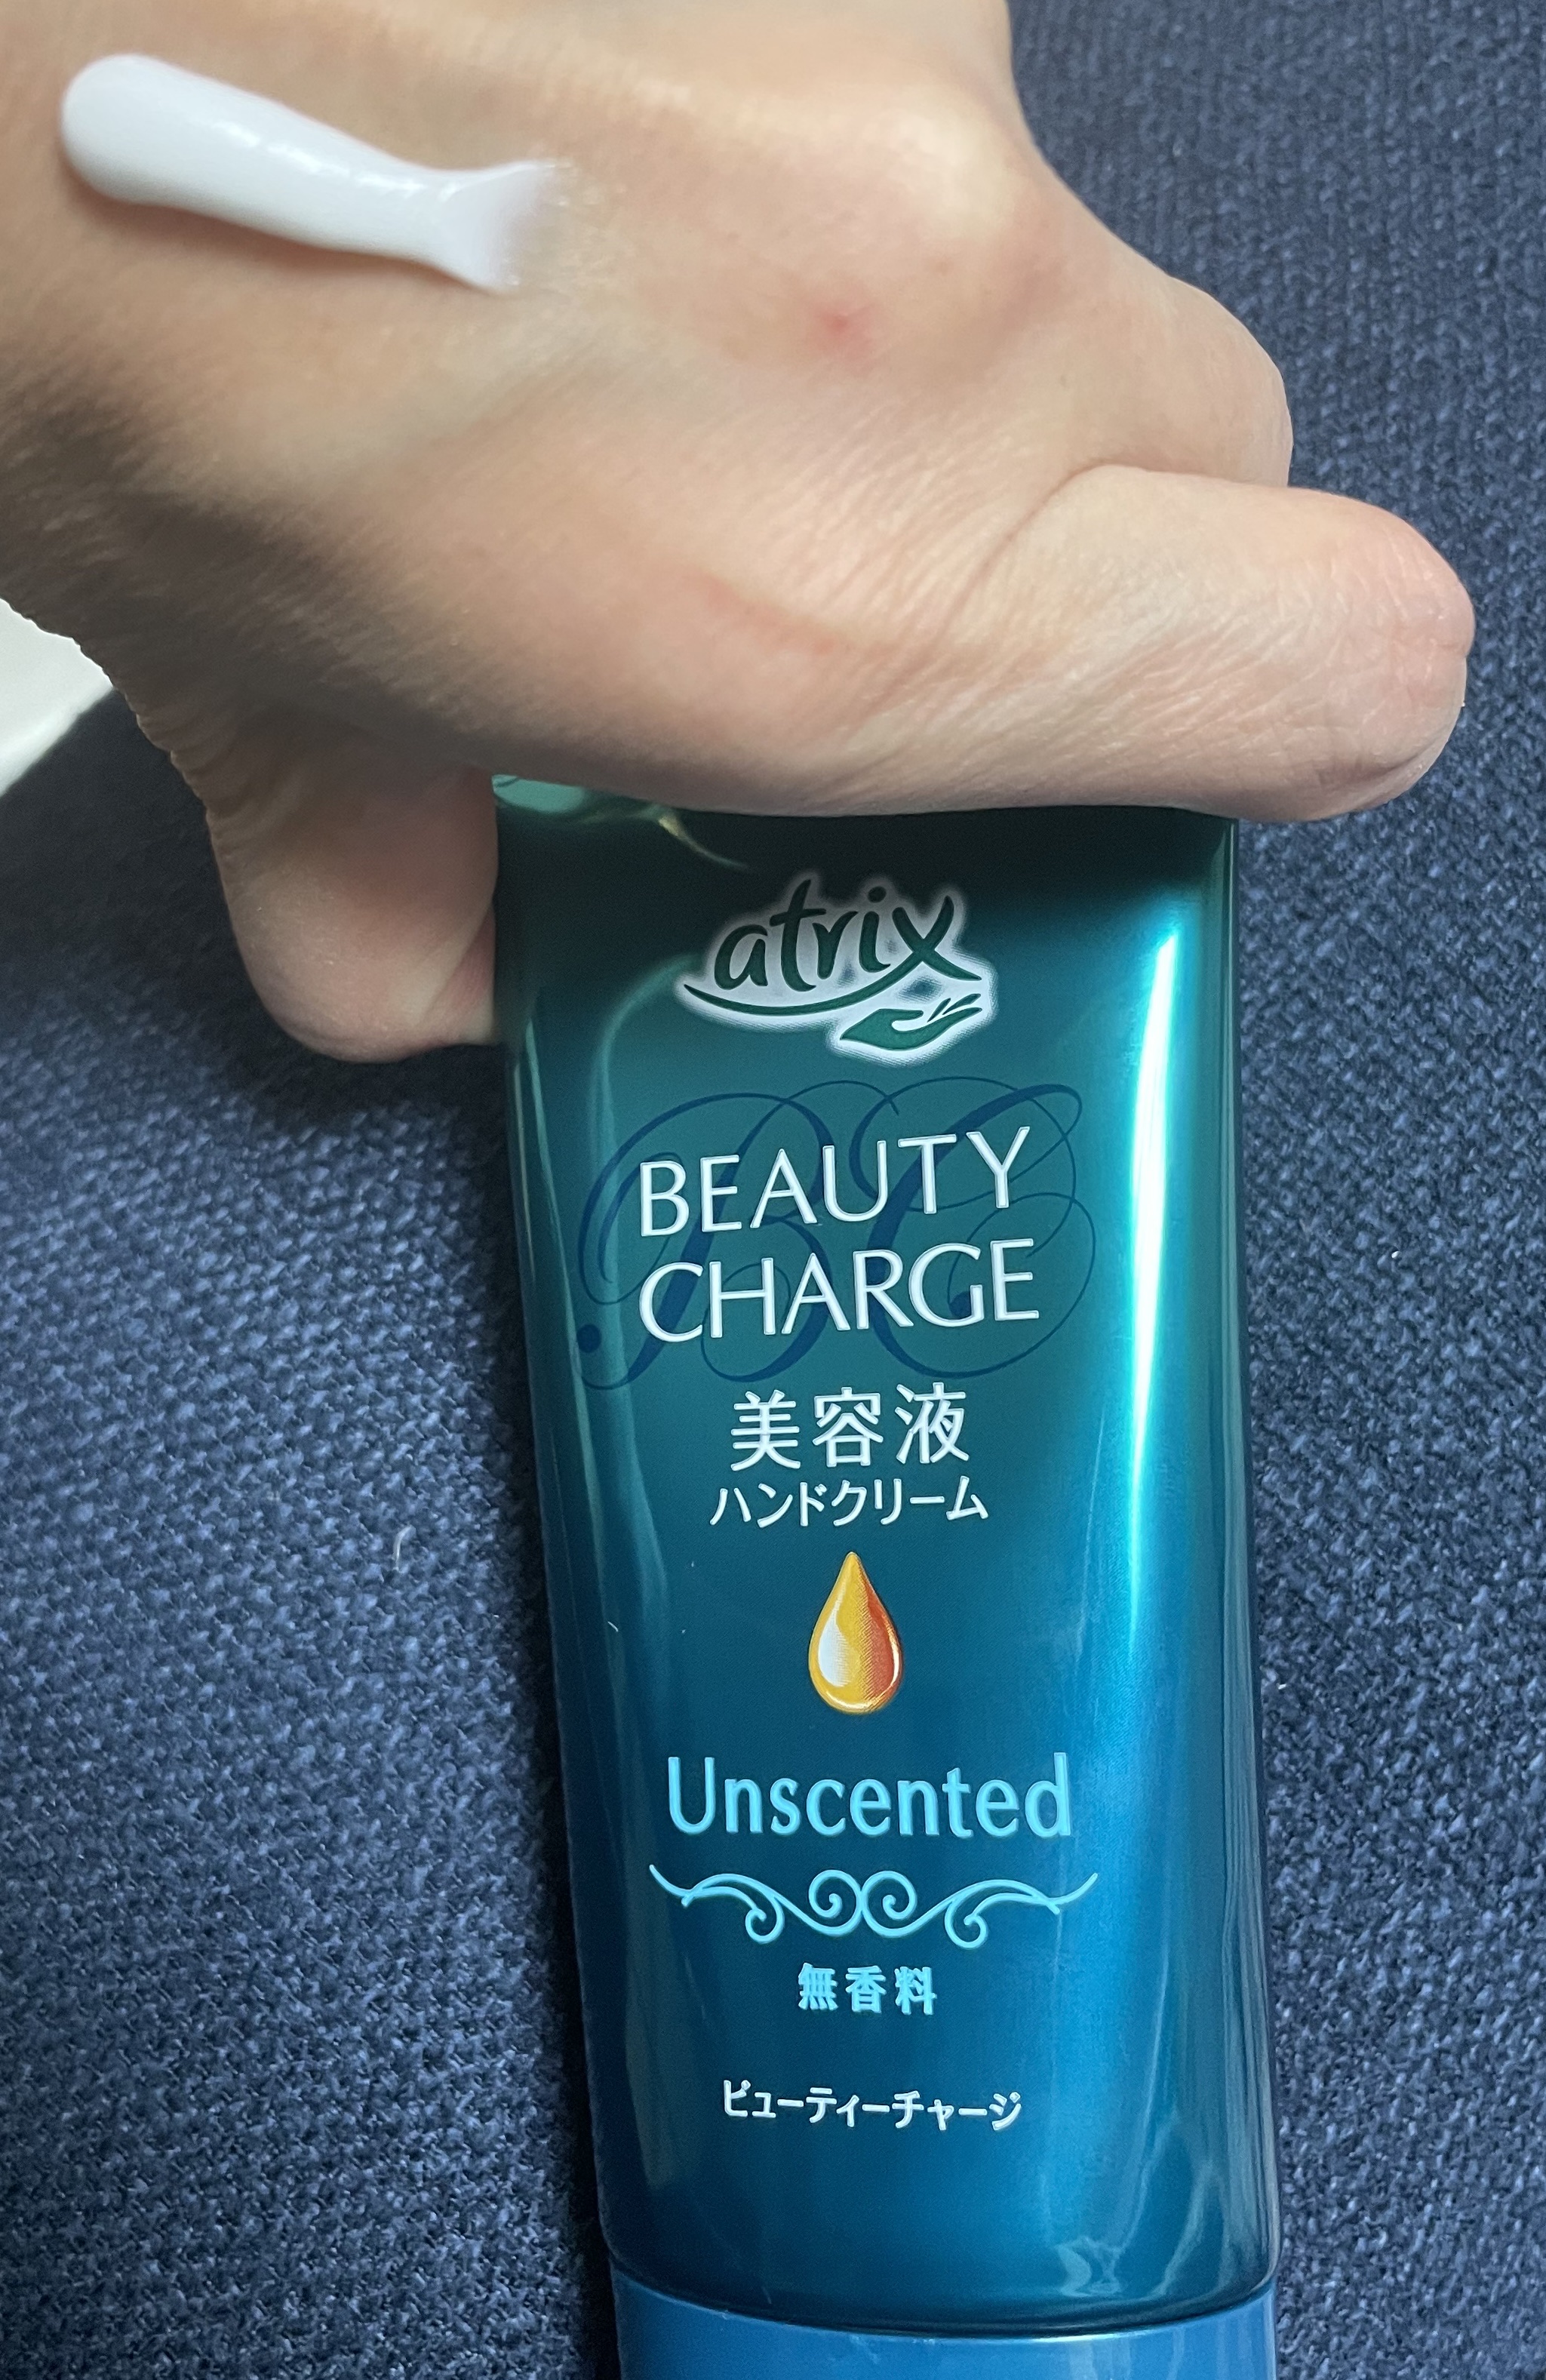 atrix
BEAUTY
CHARGE
美容液
ハンドクリーム
Unscented
無香料
ビューティーチャージ